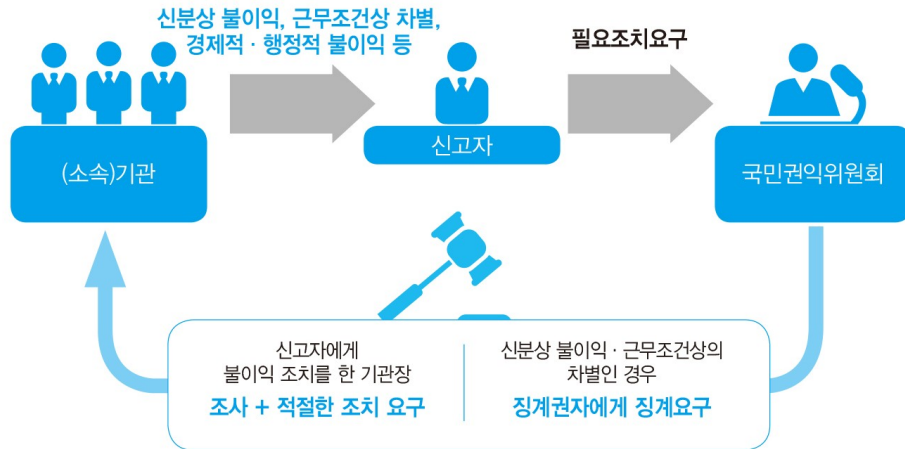 신분상 불이익, 근무조건상 차별,
경제적 · 행정적 불이익 등
필요조치요구
(소속)기관
신고자
국민권익위원회
신고자에게
불이익 조치를 한 기관장
조사 + 적절한 조치 요구
신분상 불이익 · 근무조건상의
차별인 경우
징계권자에게 징계요구